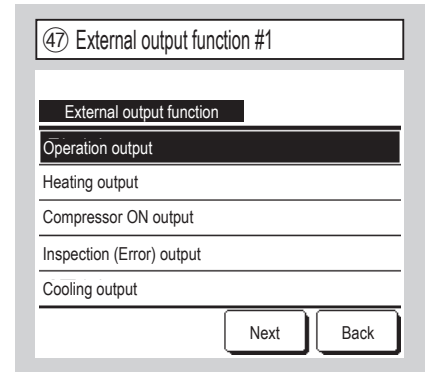 47 External output function #1
External output function
Operation output
Heating output
Compressor ON output
Inspection (Error) output
Cooling output
Next Back